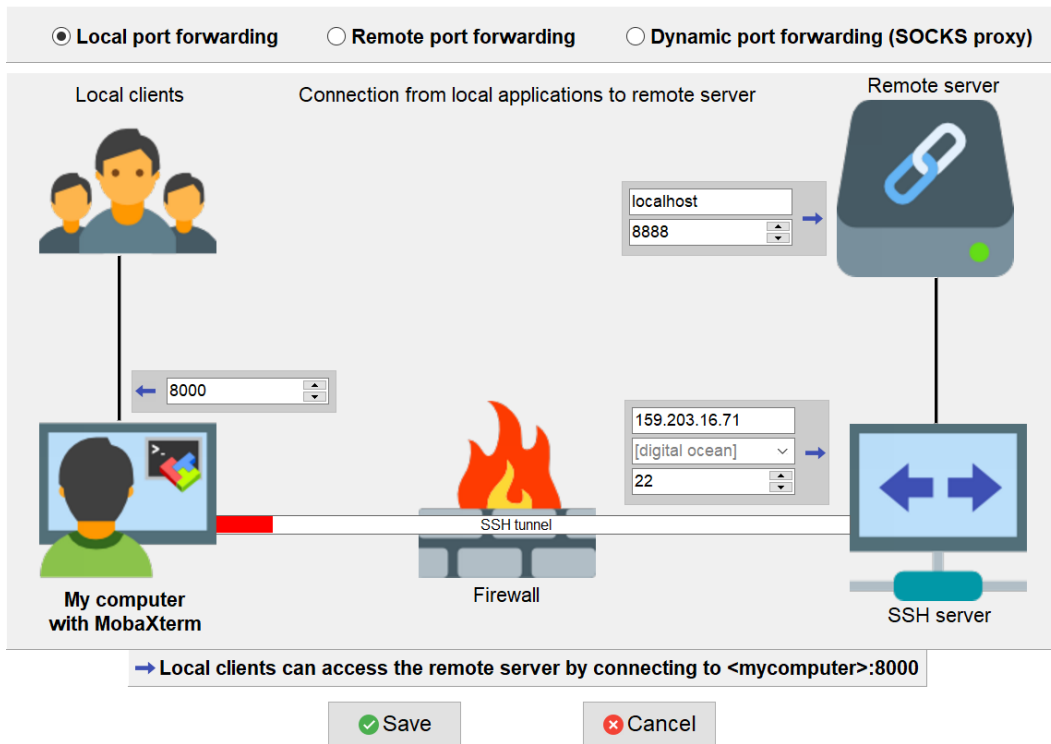 Local port forwarding
Remote port forwarding
Dynamic port forwarding (SOCKS proxy)
Local clients
Connection from local applications to remote server
Remote server
localhost
8888
8000
159.203.16.71
[digital ocean]
22
>_
SSH tunnel
My computer
with MobaXterm
Firewall
SSH server
Local clients can access the remote server by connecting to <mycomputer>:8000
Save
Cancel